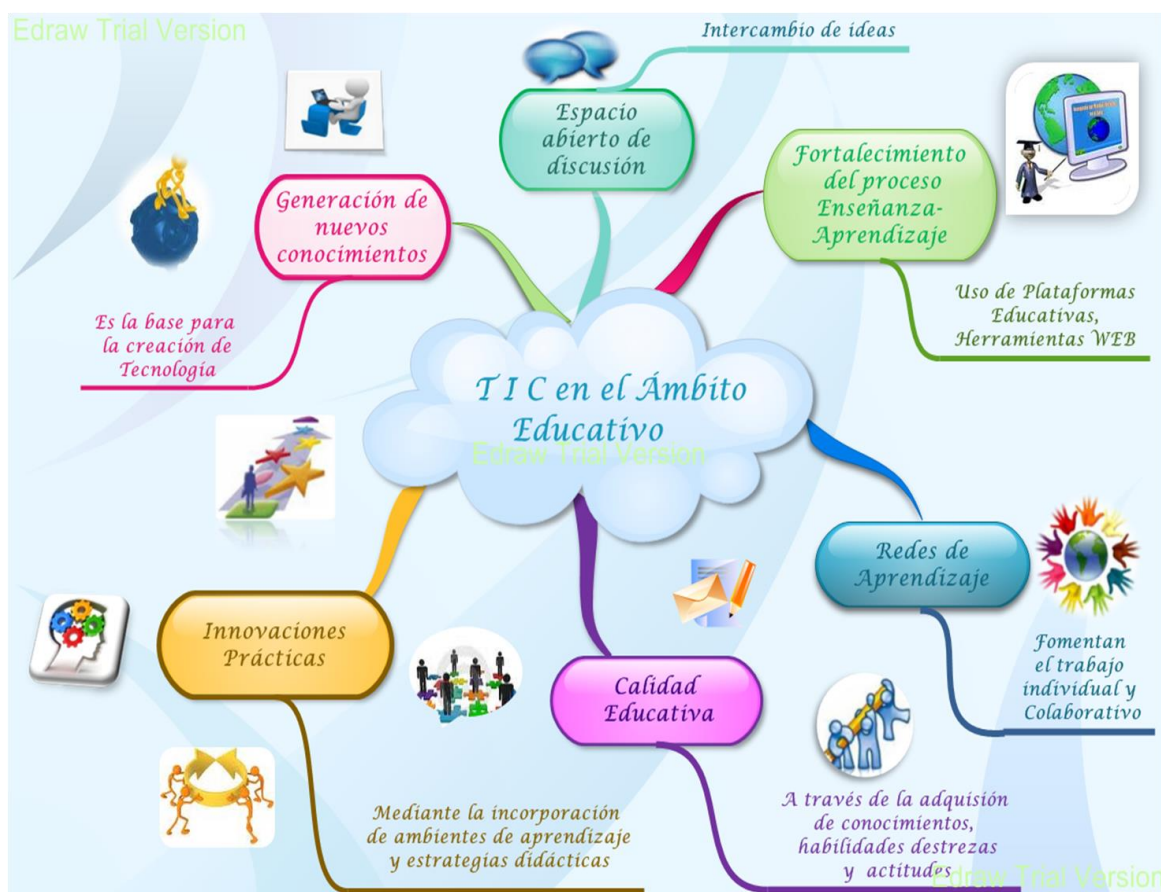 Edraw Trial Version
Intercambio de ideas
Espacio
abierto de
discusión
Fortalecimiento
del proceso
Enseñanza-
Aprendizaje
Uso de Plataformas
Educativas,
Herramientas WEB
Generación de
nuevos
conocimientos
Es la base para
la creación de
Tecnología
T I C en el Ámbito
Educativo
Edraw Trial Version
Redes de
Aprendizaje
Fomentan
el trabajo
individual y
Colaborativo
Innovaciones
Prácticas
Mediante la incorporación
de ambientes de aprendizaje
y estrategias didácticas
Calidad
Educativa
A través de la adquisición
de conocimientos,
habilidades destrezas
y actitudes
Edraw Trial Version